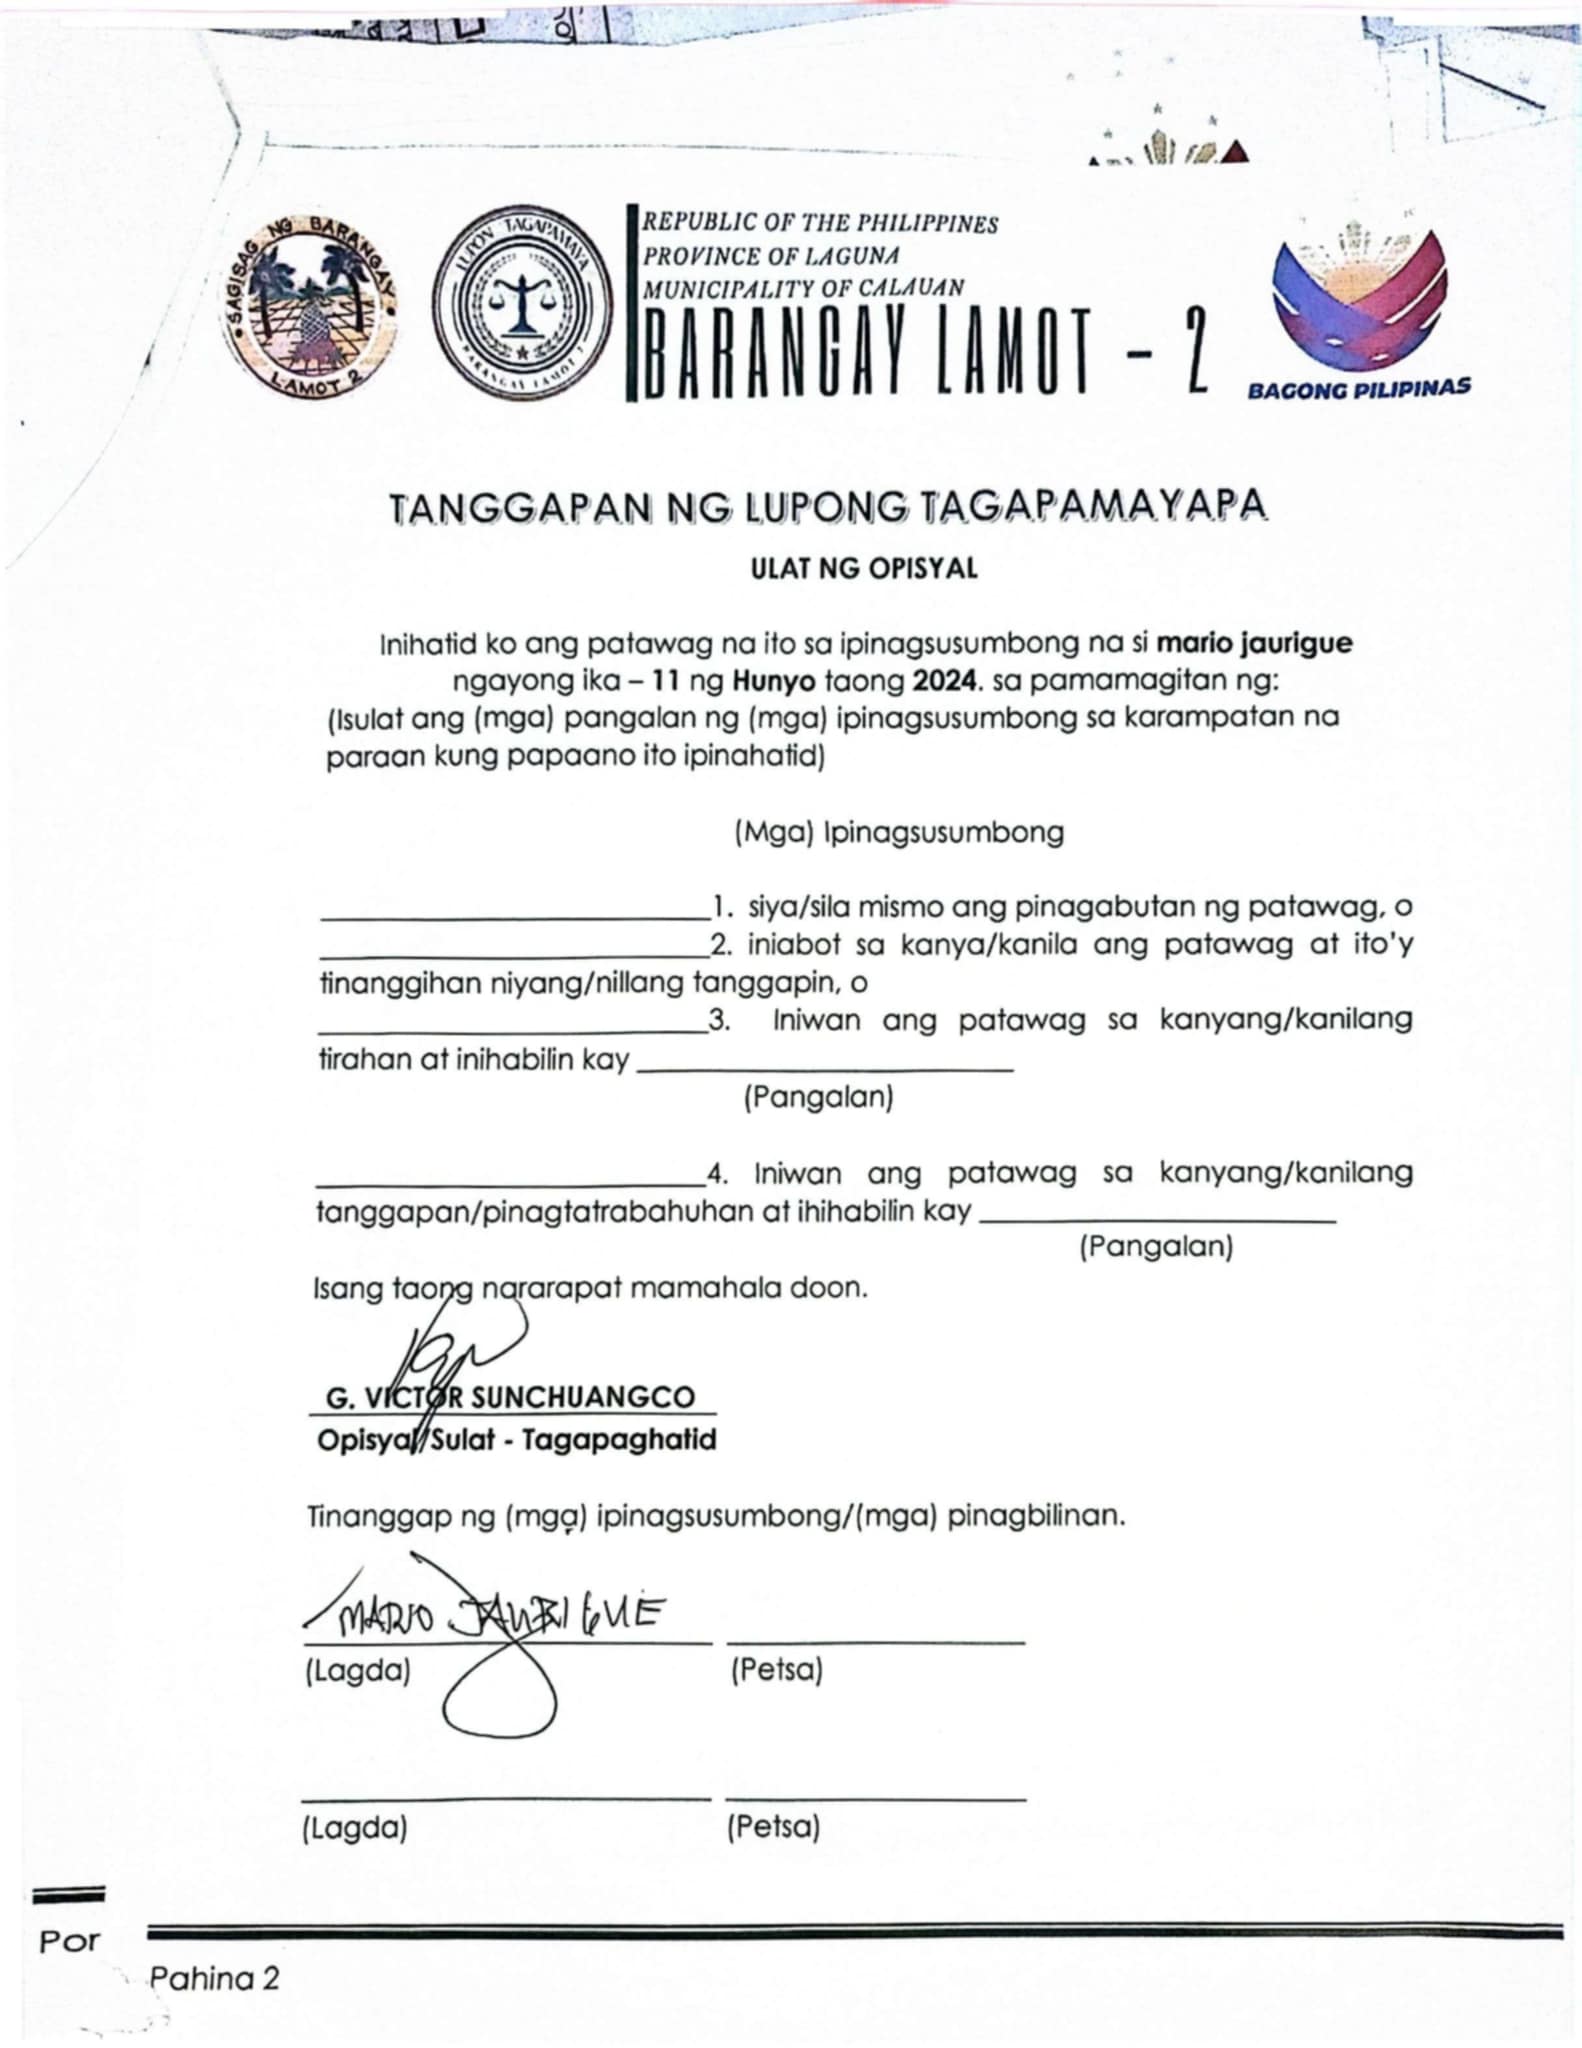 SAGISAG NG BARANGAY
LAMOT 2
LUPON TAGAPAMAYAPA
BARANGAY LAMOT
REPUBLIC OF THE PHILIPPINES
PROVINCE OF LAGUNA
MUNICIPALITY OF CALAUAN
BARANGAY LAMOT - 2
BAGONG PILIPINAS
TANGGAPAN NG LUPONG TAGAPAMAYAPA
ULAT NG OPISYAL
Inihatid ko ang patawag na ito sa ipinagsusumbong na si mario jaurigue
ngayong ika – 11 ng Hunyo taong 2024. sa pamamagitan ng:
(Isulat ang (mga) pangalan ng (mga) ipinagsusumbong sa karampatan na
paraan kung papaano ito ipinahatid)
(Mga) Ipinagsusumbong
1. siya/sila mismo ang pinagabutan ng patawag, o
2. iniabot sa kanya/kanila ang patawag at ito'y
tinanggihan niyang/nillang tanggapin, o
3. Iniwan ang patawag sa kanyang/kanilang
tirahan at inihabilin kay
(Pangalan)
4. Iniwan ang patawag sa kanyang/kanilang
tanggapan/pinagtatrabahuhan at ihihabilin kay
(Pangalan)
Isang taong nararapat mamahala doon.
G. VICTOR SUNCHUANGCO
Opisyal/Sulat - Tagapaghatid
Tinanggap ng (mga) ipinagsusumbong/(mga) pinagbilinan.
MARIO JAURIGUE
(Lagda) (Petsa)
(Lagda) (Petsa)
Por
Pahina 2